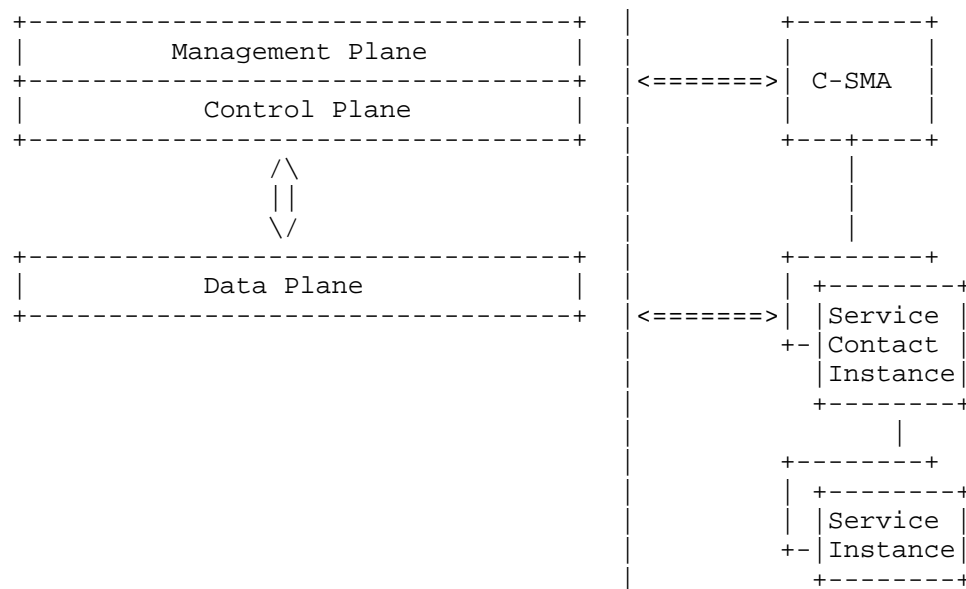 Management Plane
C-SMA
Control Plane
Data Plane
Service
Contact
Instance
Service
Instance